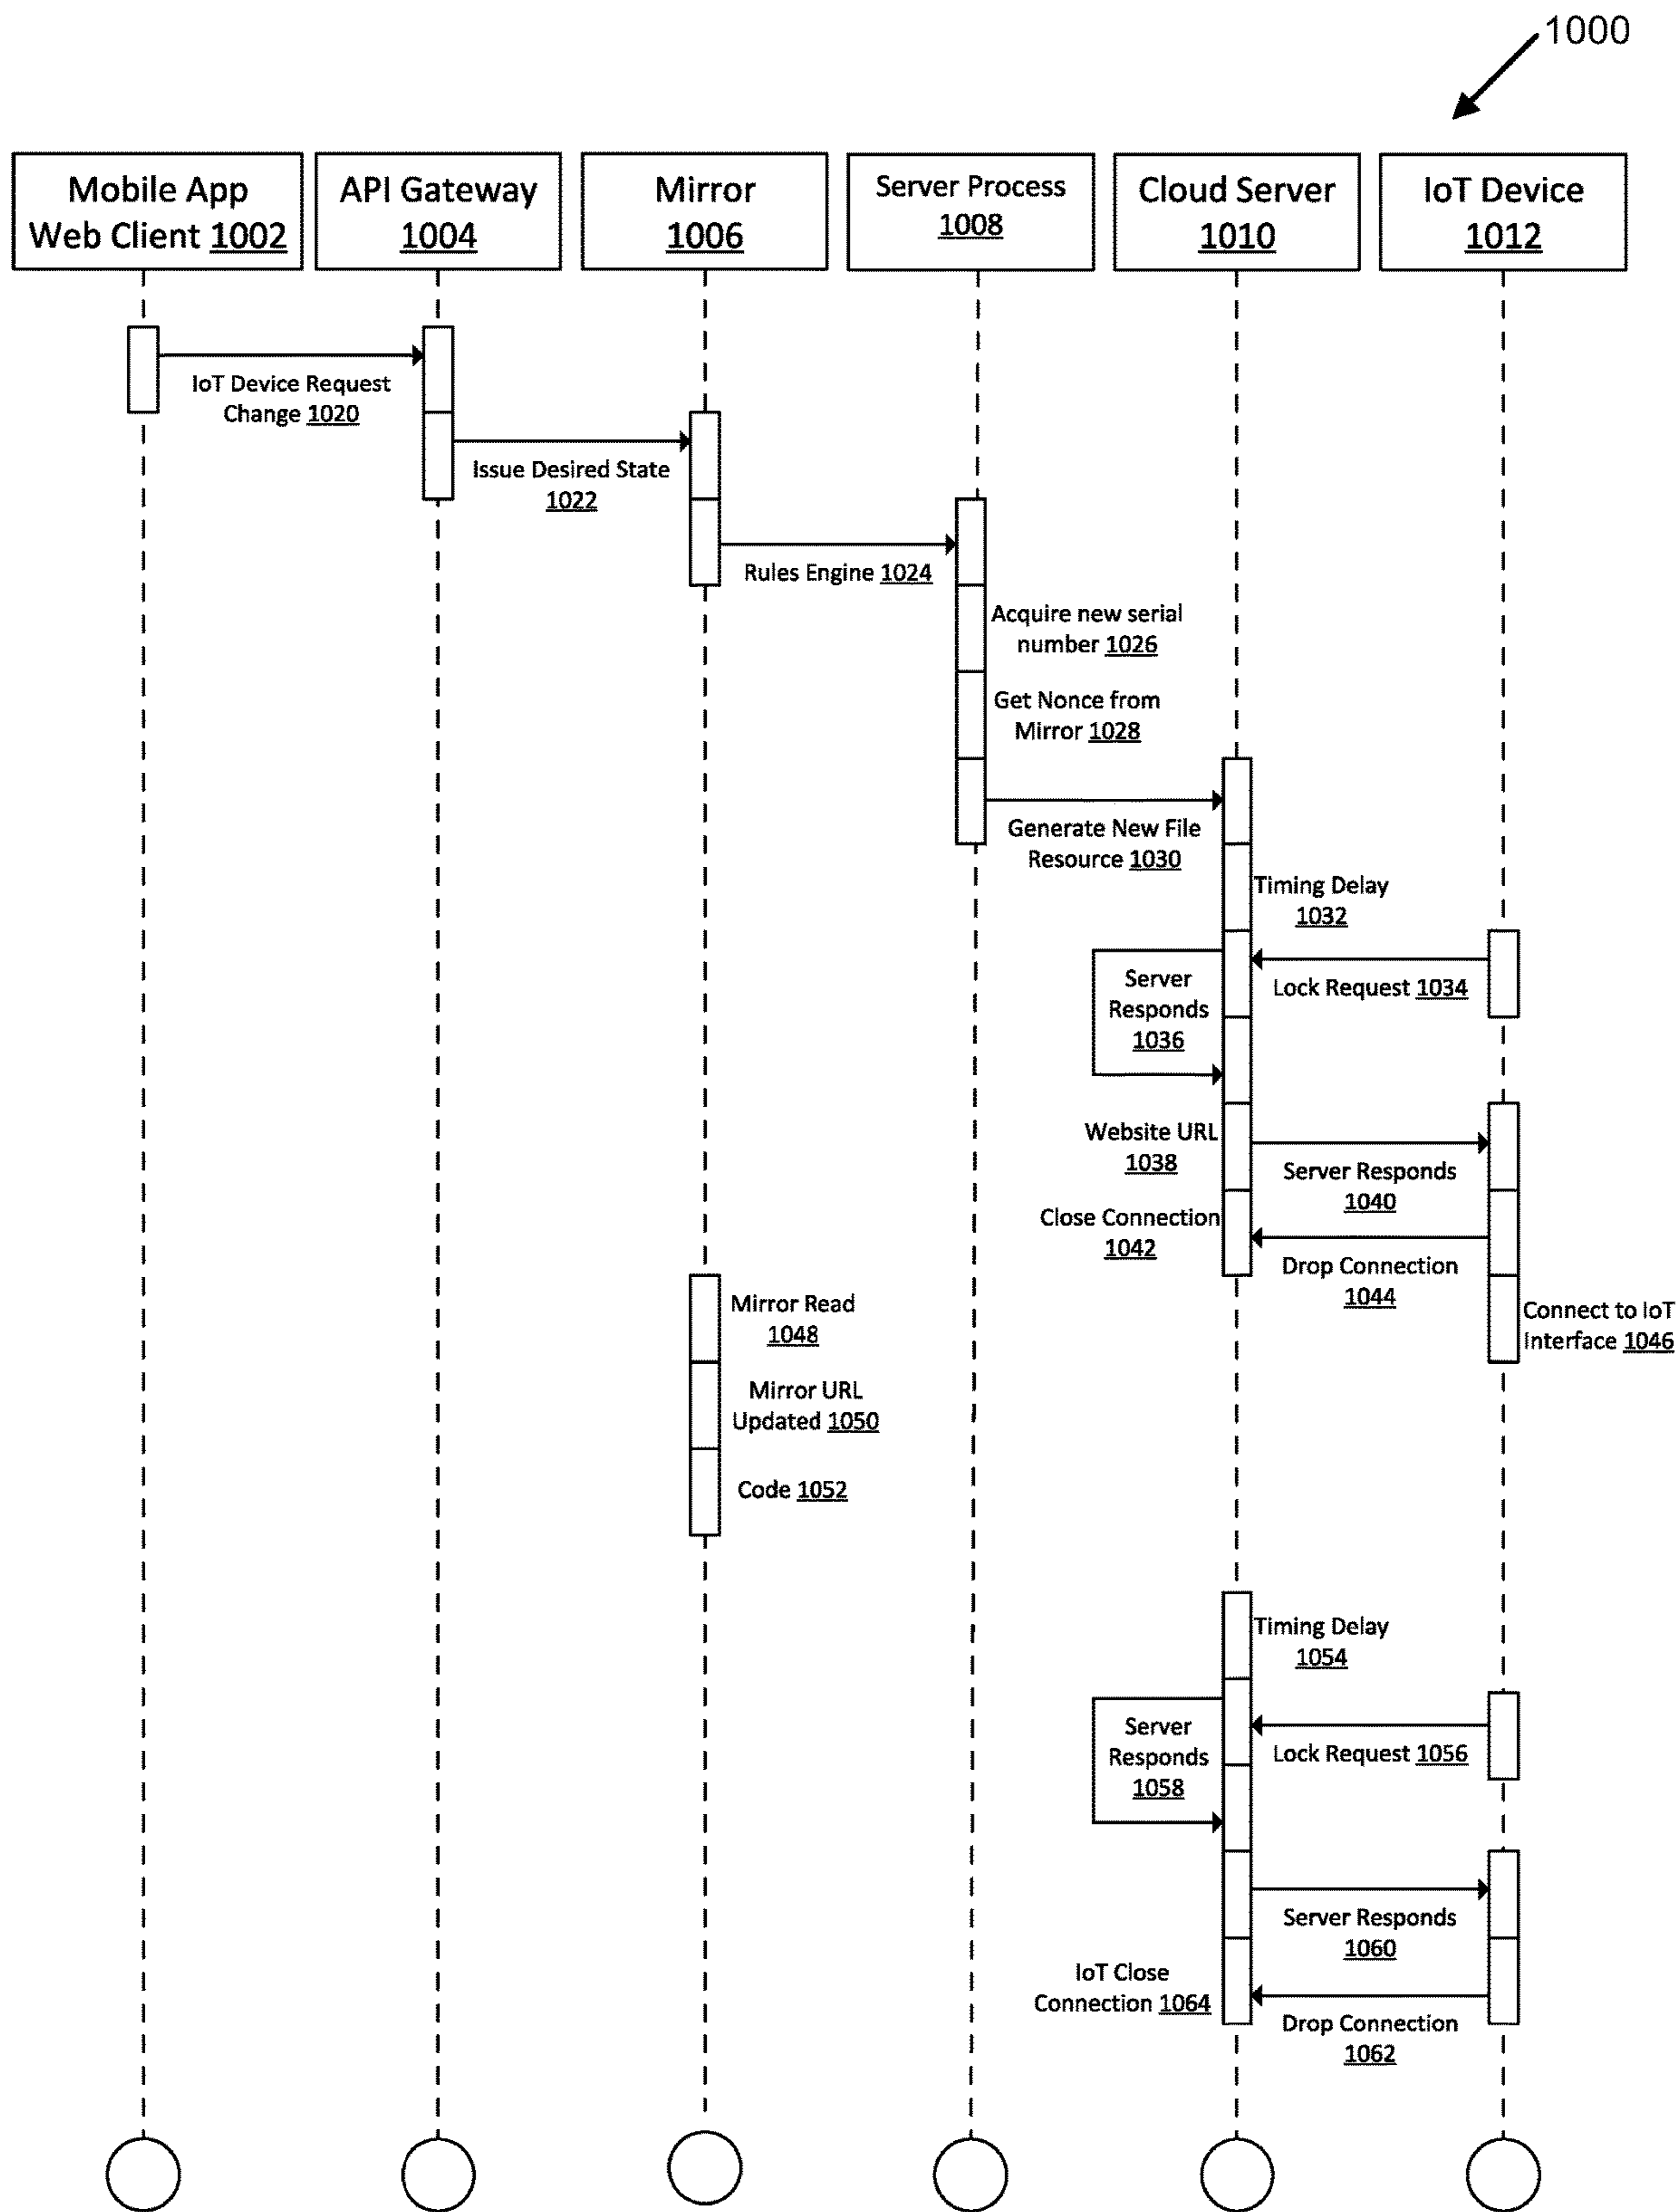 1000
Mobile App
Web Client 1002
API Gateway
1004
Mirror
1006
Server Process
1008
Cloud Server
1010
IoT Device
1012
IoT Device Request
Change 1020
Issue Desired State
1022
Rules Engine 1024
Acquire new serial
number 1026
Get Nonce from
Mirror 1028
Generate New File
Resource 1030
Timing Delay
1032
Lock Request 1034
Server
Responds
1036
Website URL
1038
Server Responds
1040
Close Connection
1042
Drop Connection
1044
Connect to IoT
Interface 1046
Mirror Read
1048
Mirror URL
Updated 1050
Code 1052
Timing Delay
1054
Lock Request 1056
Server
Responds
1058
Server Responds
1060
IoT Close
Connection 1064
Drop Connection
1062